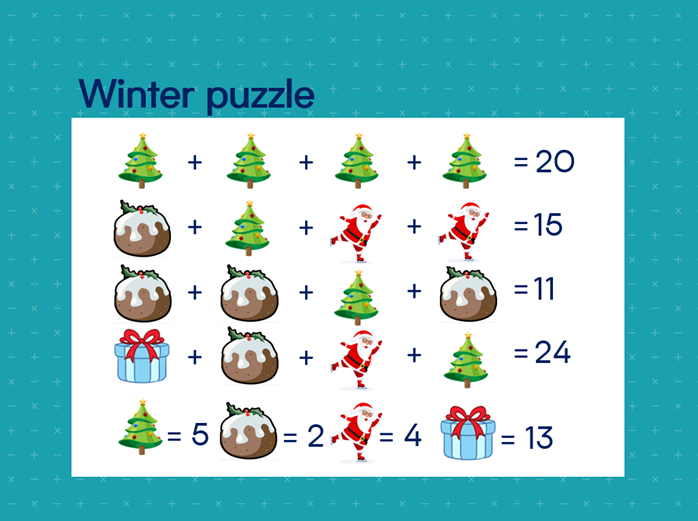 Winter puzzle
+ + + = 20
+ + + = 15
+ + + = 11
+ + + = 24
= 5 = 2 = 4 = 13